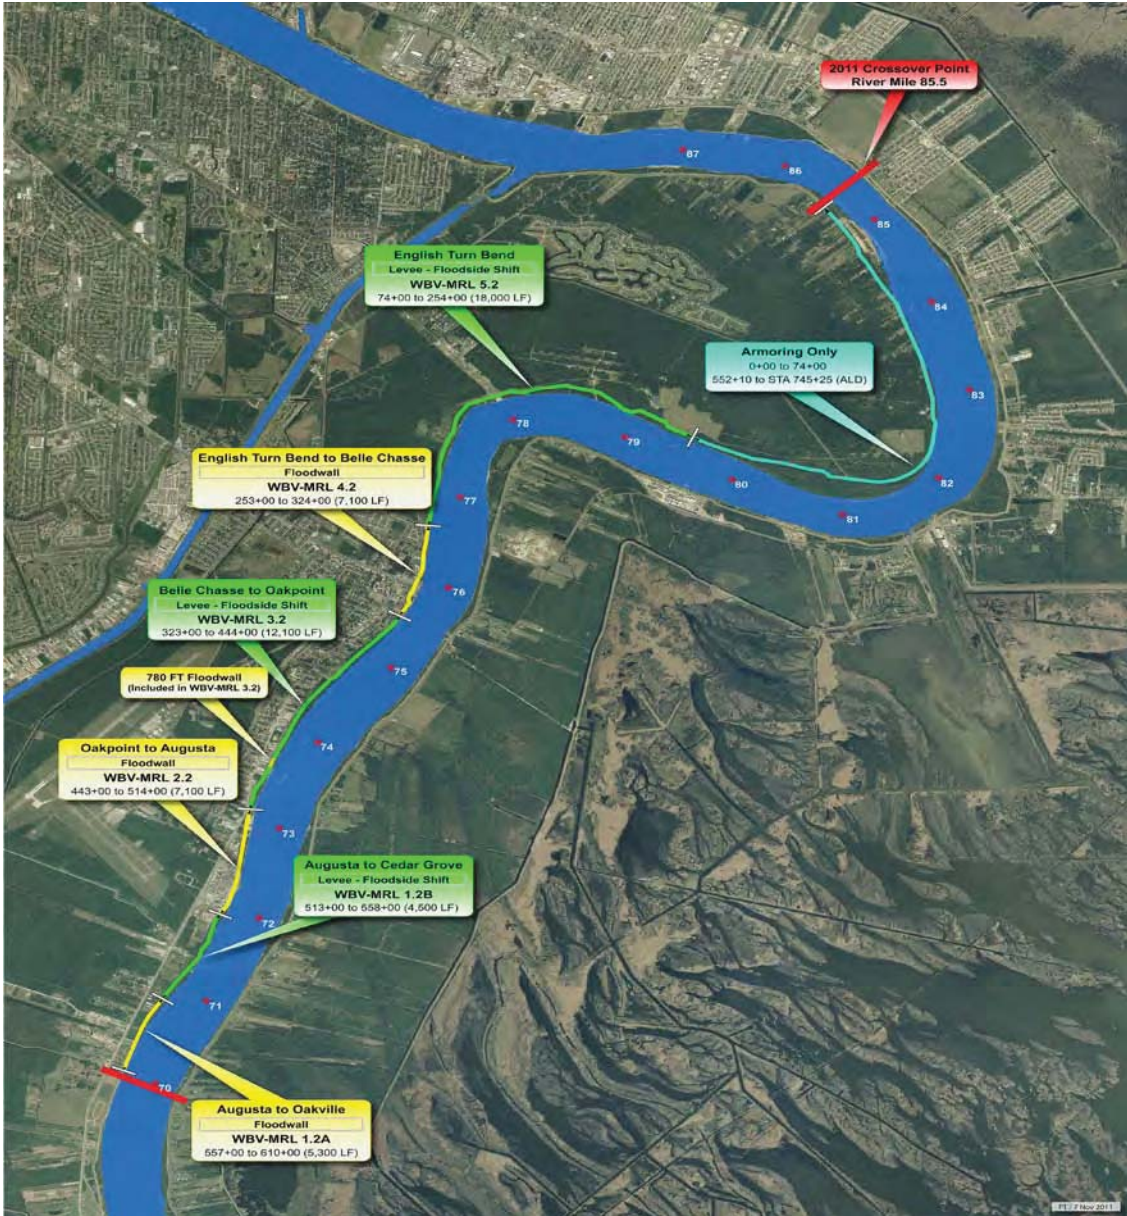 2011 Crossover Point
River Mile 85.5
87
86
85
English Turn Bend
Levee - Floodside Shift
WBV-MRL 5.2
74+00 to 254+00 (18,000 LF)
84
Armoring Only
0+00 to 74+00
552+10 to STA 745+25 (ALD)
83
78
79
English Turn Bend to Belle Chasse
Floodwall
WBV-MRL 4.2
253+00 to 324+00 (7,100 LF)
82
80
77
81
76
Belle Chasse to Oakpoint
Levee - Floodside Shift
WBV-MRL 3.2
323+00 to 444+00 (12,100 LF)
75
780 FT Floodwall
(Included in WBV-MRL 3.2)
74
Oakpoint to Augusta
Floodwall
WBV-MRL 2.2
443+00 to 514+00 (7,100 LF)
73
Augusta to Cedar Grove
Levee - Floodside Shift
WBV-MRL 1.2B
513+00 to 558+00 (4,500 LF)
72
71
70
Augusta to Oakville
Floodwall
WBV-MRL 1.2A
557+00 to 610+00 (5,300 LF)
7 Nov 2011